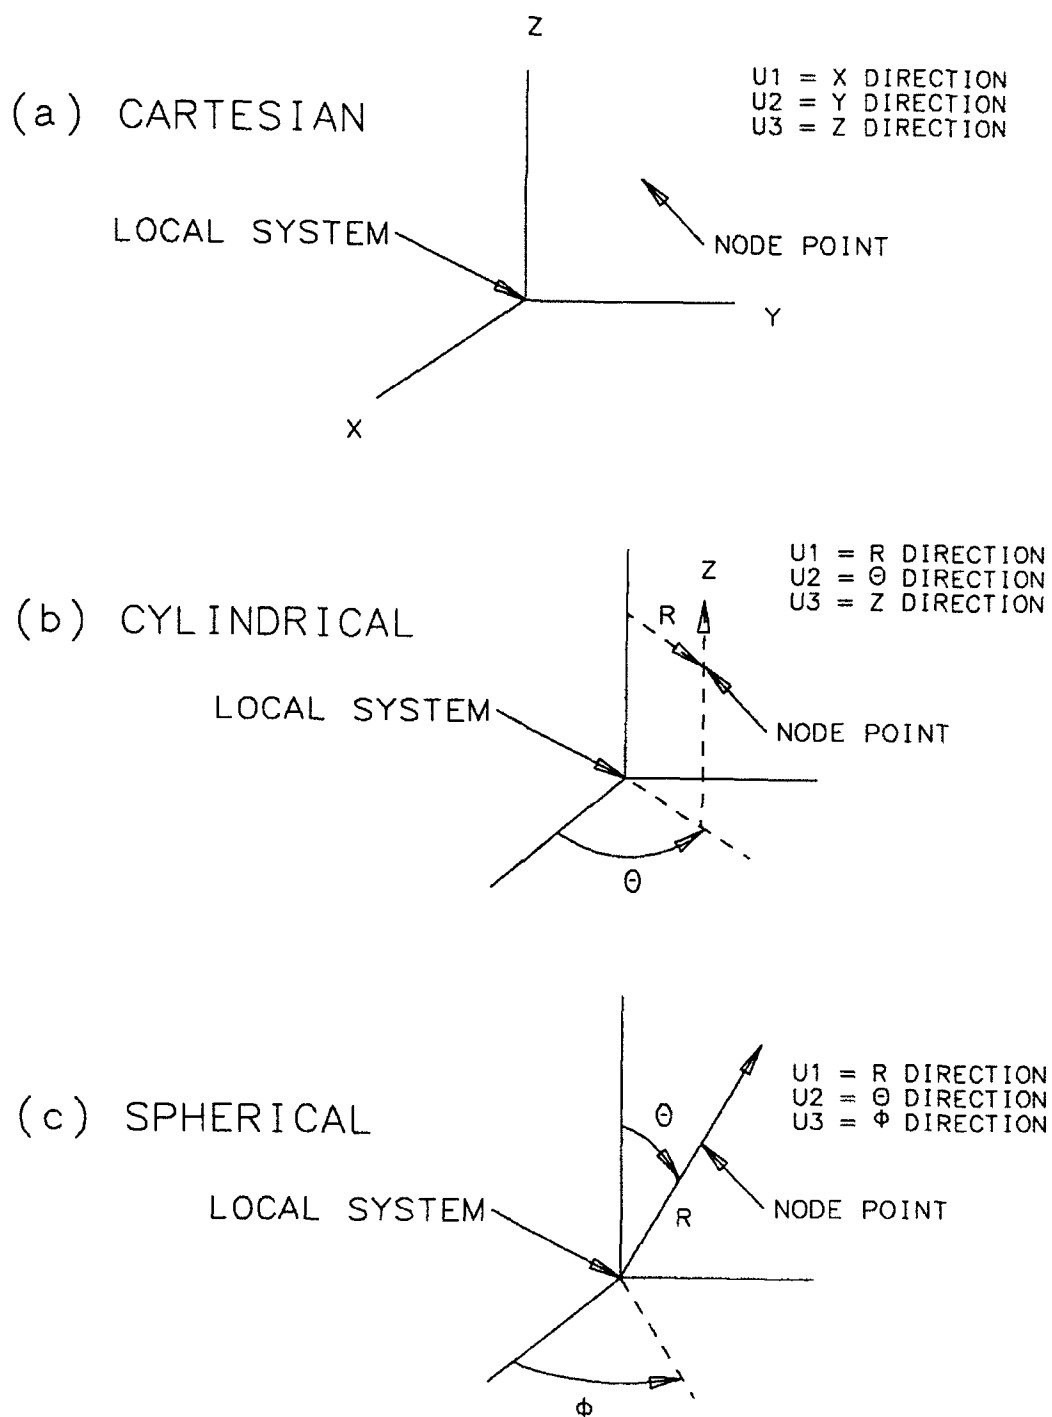 Z
U1 = X DIRECTION
U2 = Y DIRECTION
U3 = Z DIRECTION
(a) CARTESIAN
LOCAL SYSTEM
NODE POINT
Y
X
U1 = R DIRECTION
U2 = Θ DIRECTION
U3 = Z DIRECTION
Z
R
(b) CYLINDRICAL
LOCAL SYSTEM
NODE POINT
Θ
U1 = R DIRECTION
U2 = Θ DIRECTION
U3 = Φ DIRECTION
Θ
(c) SPHERICAL
LOCAL SYSTEM
R
NODE POINT
Φ